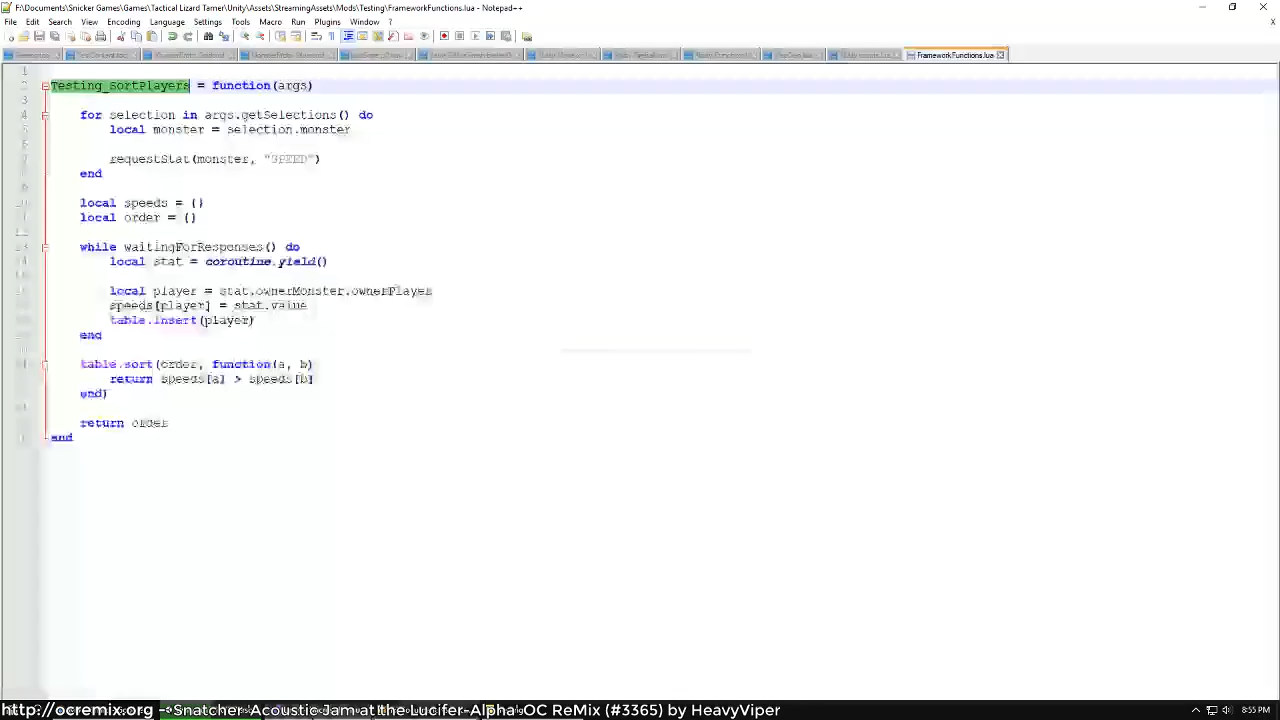 F:\Documents\Snicker Games\Games\Tactical Lizard Tamer\Unity\Assets\StreamingAssets\Mods\Testing\FrameworkFunctions.lua - Notepad++
File Edit Search View Encoding Language Settings Tools Macro Run Plugins Window ?
X
FrameworkFunctions.lua
1
2 Testing_SortPlayers = function(args)
3
4 for selection in args.getSelections() do
local monster = selection.monster
requestStat(monster, "SPEED")
end
local speeds = {}
local order = {}
while waitingForResponses() do
local stat = coroutine.yield()
local player = stat.ownerMonster.ownerPlayer
speeds[player] = stat.value
table.insert(player)
end
table.sort(order, function(a, b)
return speeds[a] > speeds[b]
end)
return order
end
http://ocremix.org - Snatcher Acoustic Jam at the Lucifer-Alpha OC ReMix (#3365) by HeavyViper
8:55 PM